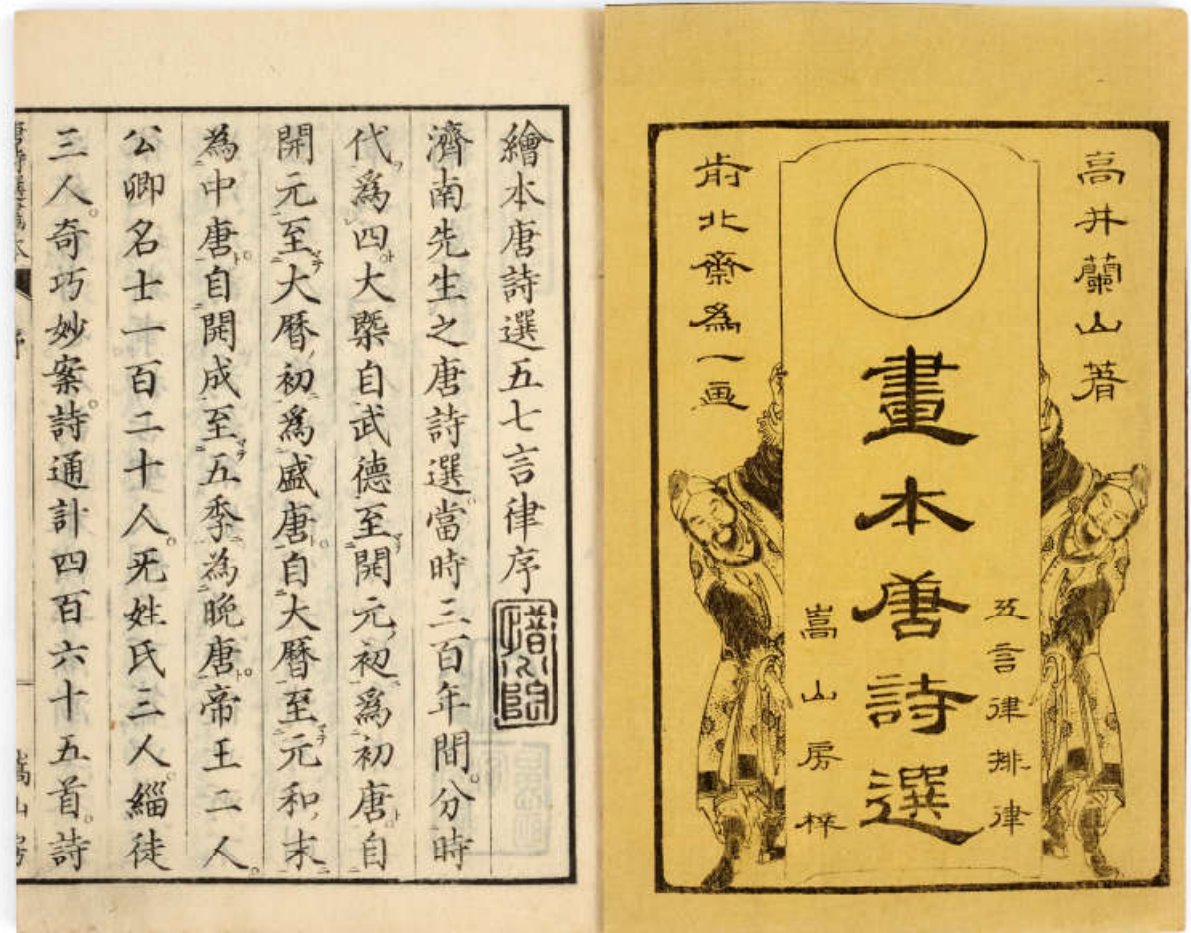 高井蘭山著
五言律排律
畫本唐詩選
嵩山房梓
前北齋為一画
繪本唐詩選五七言律序
濟南先生之唐詩選當時三百年間。分時
代為四大槩自武德至開元初為初唐自
開元至大曆初為盛唐自大曆至元和末
為中唐自開成至五季為晚唐帝王二人。
公卿名士一百二十人。旡姓氏三人。緇徒
三人。奇巧妙案詩。通計四百六十五首。詩
嵩山房